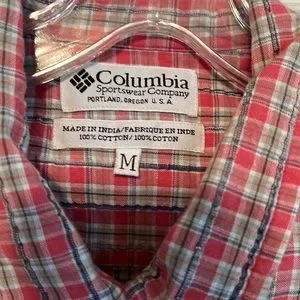 Columbia
Sportswear Company
PORTLAND, OREGON U.S.A.
MADE IN INDIA/FABRIQUE EN INDE
100% COTTON/100% COTON
M